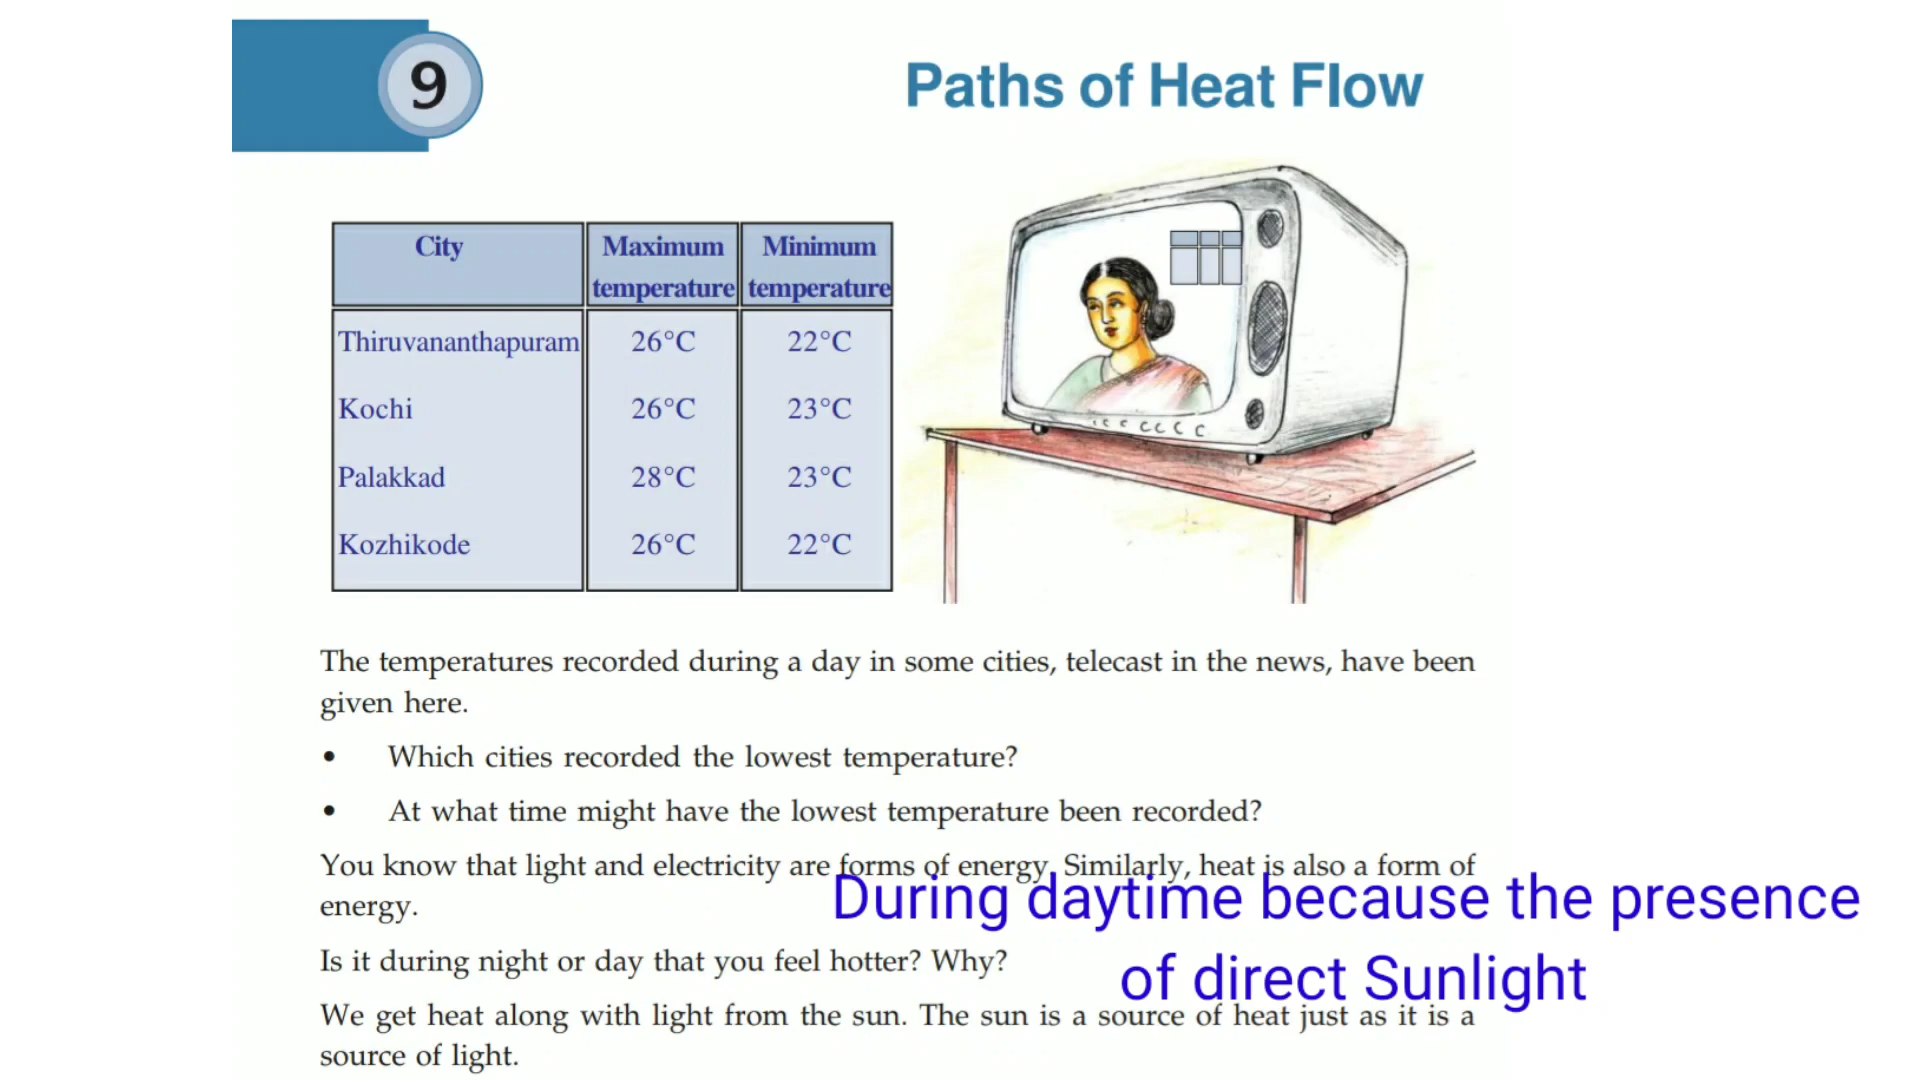 9
Paths of Heat Flow
City Maximum temperature Minimum temperature
Thiruvananthapuram 26°C 22°C
Kochi 26°C 23°C
Palakkad 28°C 23°C
Kozhikode 26°C 22°C
The temperatures recorded during a day in some cities, telecast in the news, have been
given here.
• Which cities recorded the lowest temperature?
• At what time might have the lowest temperature been recorded?
You know that light and electricity are forms of energy. Similarly, heat is also a form of
energy.
During daytime because the presence
of direct Sunlight
Is it during night or day that you feel hotter? Why?
We get heat along with light from the sun. The sun is a source of heat just as it is a
source of light.